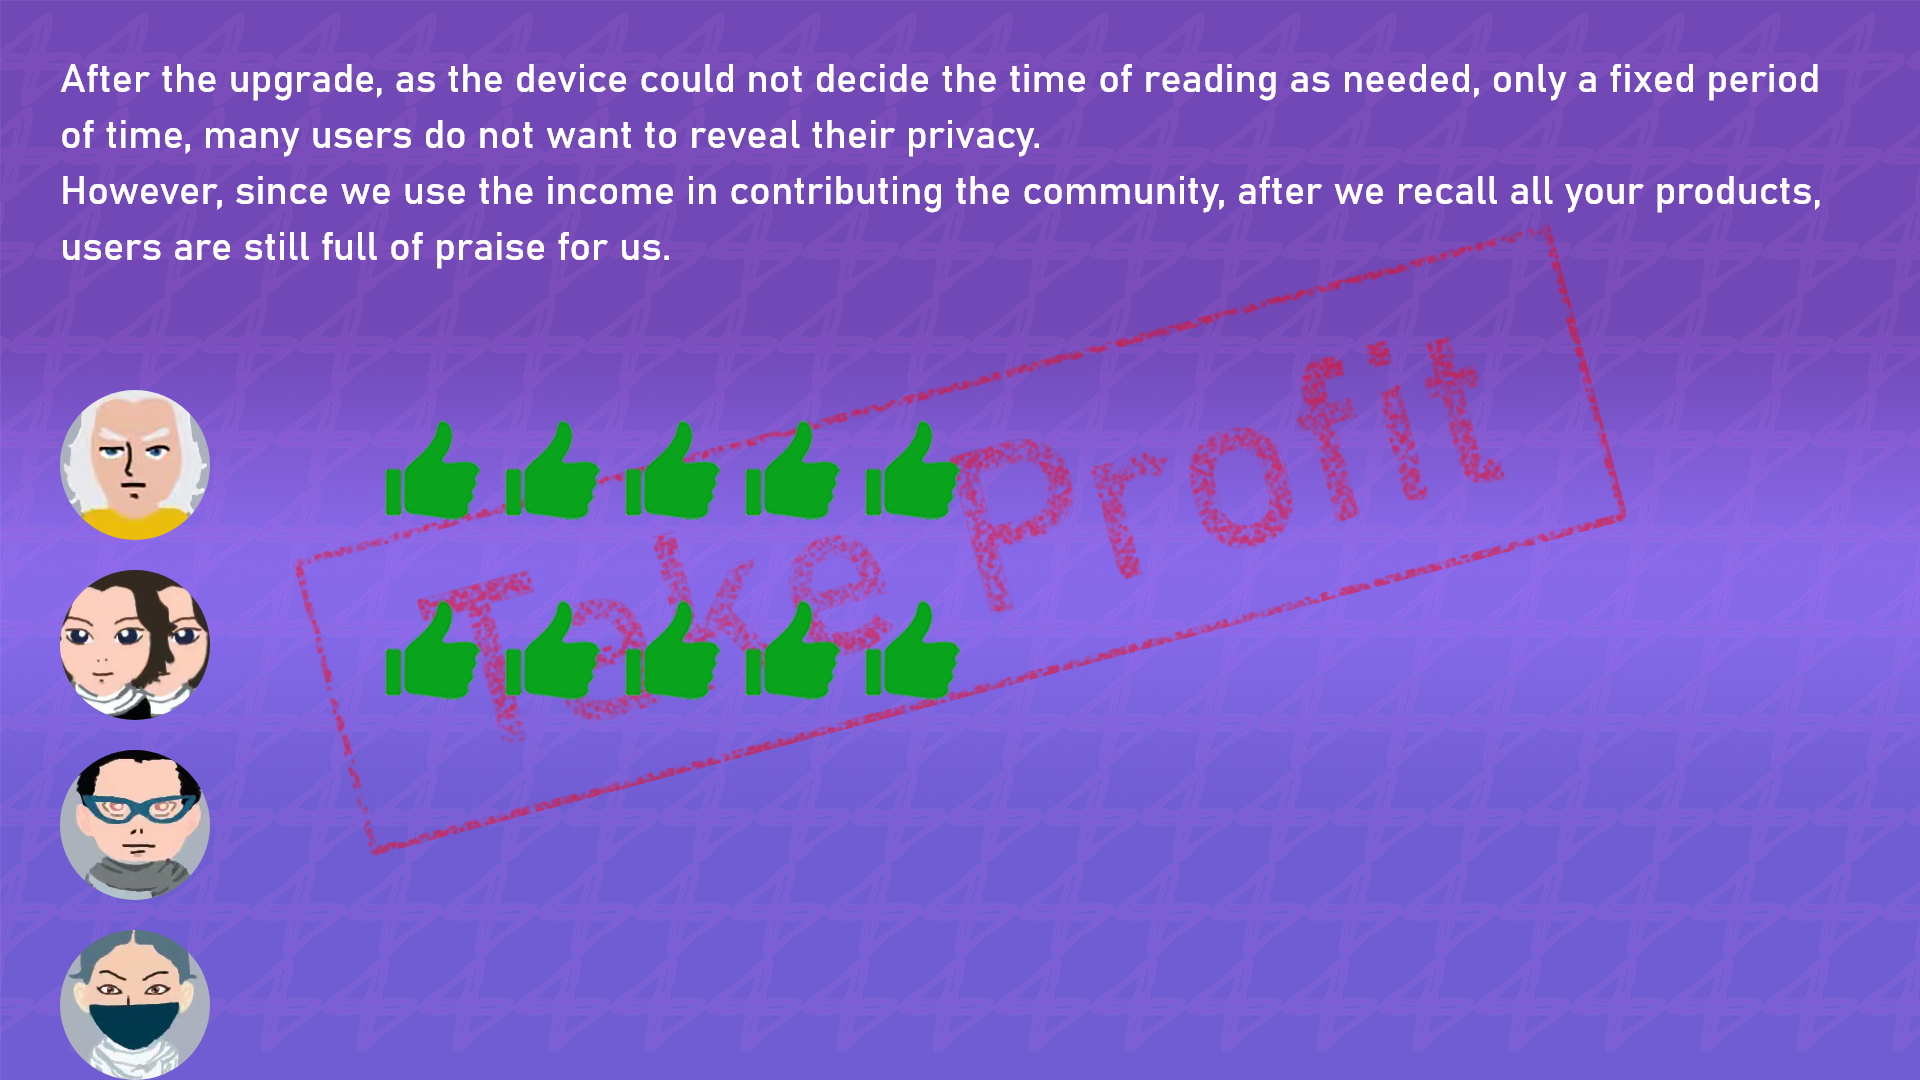 After the upgrade, as the device could not decide the time of reading as needed, only a fixed period
of time, many users do not want to reveal their privacy.
However, since we use the income in contributing the community, after we recall all your products,
users are still full of praise for us.
Take Profit